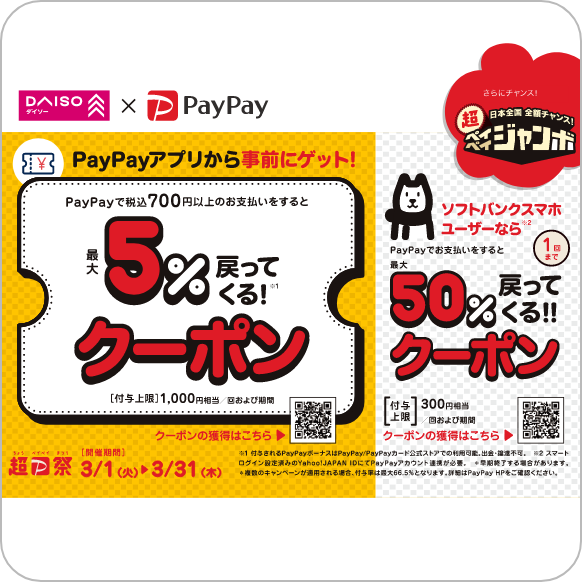 DAISO
ダイソー
×
PayPay
さらにチャンス!
日本全国 全額チャンス!
超ペイペイジャンボ
PayPayアプリから事前にゲット!
PayPayで税込700円以上のお支払いをすると
最大
5%戻ってくる!※1
クーポン
[付与上限]1,000円相当/回および期間
クーポンの獲得はこちら▶
ソフトバンクスマホ
ユーザーなら※2
PayPayでお支払いをすると
1回まで
最大
50%戻ってくる!!
クーポン
[付与上限]300円相当
/回および期間
クーポンの獲得はこちら▶
ちょう ペイペイ まつり
超P祭
[開催期間]
3/1(火)▶3/31(木)
※1 付与されるPayPayボーナスはPayPay/PayPayカード公式ストアでの利用可能。出金・譲渡不可。 ※2 スマート
ログイン設定済みのYahoo!JAPAN IDにてPayPayアカウント連携が必要。 *早期終了する場合があります。
*複数のキャンペーンが適用される場合、付与率は最大66.5%となります。詳細はPayPay HPをご確認ください。